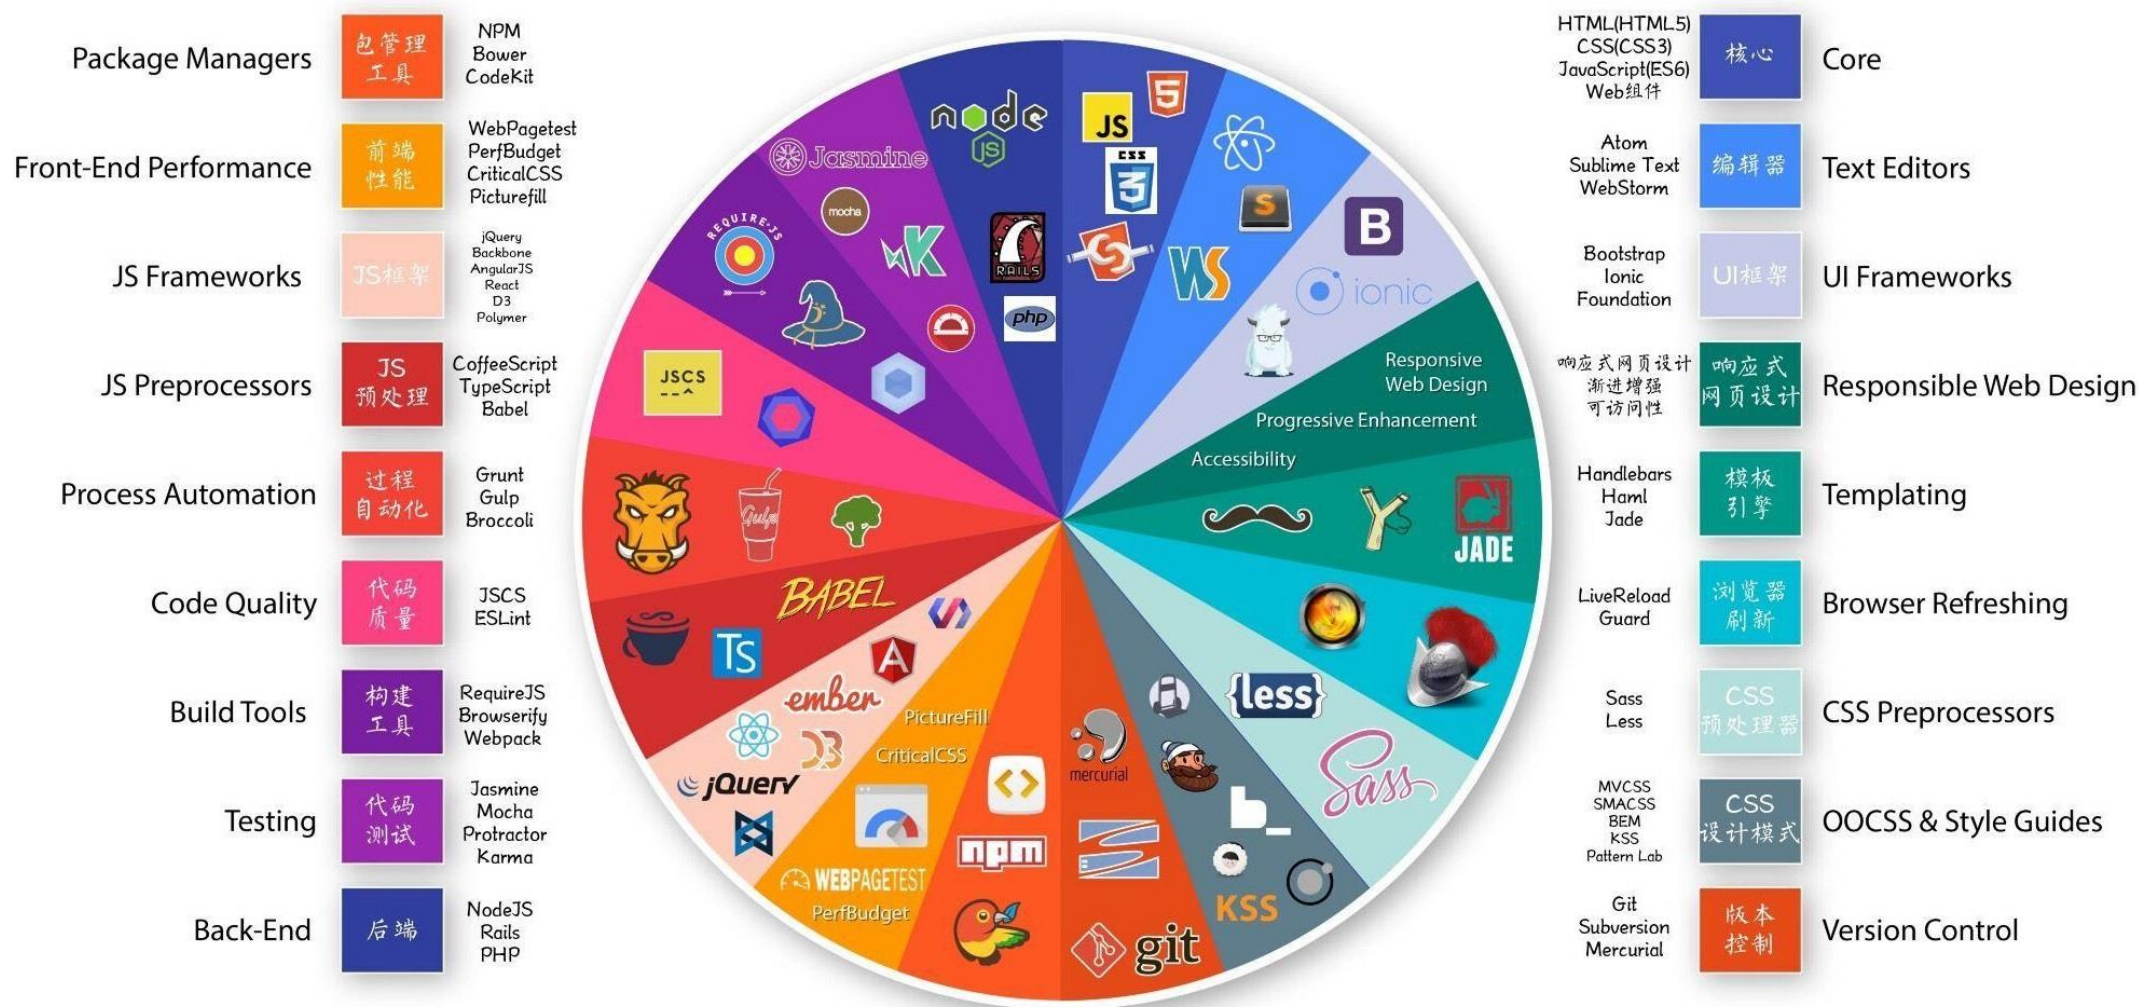 Package Managers
包管理
工具
NPM
Bower
CodeKit
Front-End Performance
前端
性能
WebPagetest
PerfBudget
CriticalCSS
Picturefill
JS Frameworks
JS框架
jQuery
Backbone
AngularJS
React
D3
Polymer
JS Preprocessors
JS
预处理
CoffeeScript
TypeScript
Babel
Process Automation
过程
自动化
Grunt
Gulp
Broccoli
Code Quality
代码
质量
JSCS
ESLint
Build Tools
构建
工具
RequireJS
Browserify
Webpack
Testing
代码
测试
Jasmine
Mocha
Protractor
Karma
Back-End
后端
NodeJS
Rails
PHP
node
JS
Jasmine
mocha
K
REQUIRE-JS
RAILS
php
JSCS
--^
Gulp
BABEL
TS
A
ember
D3
jQuery
PictureFill
CriticalCSS
WEBPAGETEST
PerfBudget
npm
5
JS
CSS
3
S
WS
B
ionic
Responsive
Web Design
Progressive Enhancement
Accessibility
JADE
{less}
Sass
mercurial
b_
KSS
git
HTML(HTML5)
CSS(CSS3)
JavaScript(ES6)
Web组件
核心
Core
Atom
Sublime Text
WebStorm
编辑器
Text Editors
Bootstrap
Ionic
Foundation
UI框架
UI Frameworks
响应式网页设计
渐进增强
可访问性
响应式
网页设计
Responsible Web Design
Handlebars
Haml
Jade
模板
引擎
Templating
LiveReload
Guard
浏览器
刷新
Browser Refreshing
Sass
Less
CSS
预处理器
CSS Preprocessors
MVCSS
SMACSS
BEM
KSS
Pattern Lab
CSS
设计模式
OOCSS & Style Guides
Git
Subversion
Mercurial
版本
控制
Version Control